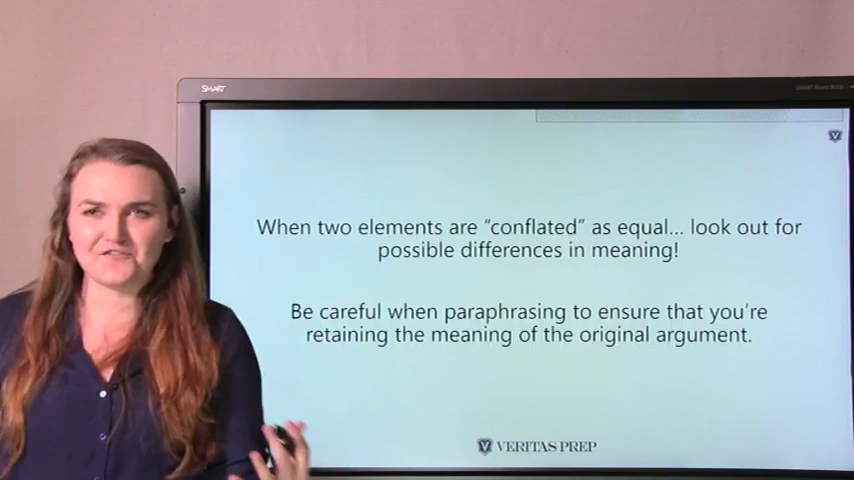 SMART
When two elements are “conflated” as equal... look out for
possible differences in meaning!
Be careful when paraphrasing to ensure that you're
retaining the meaning of the original argument.
VERITAS PREP